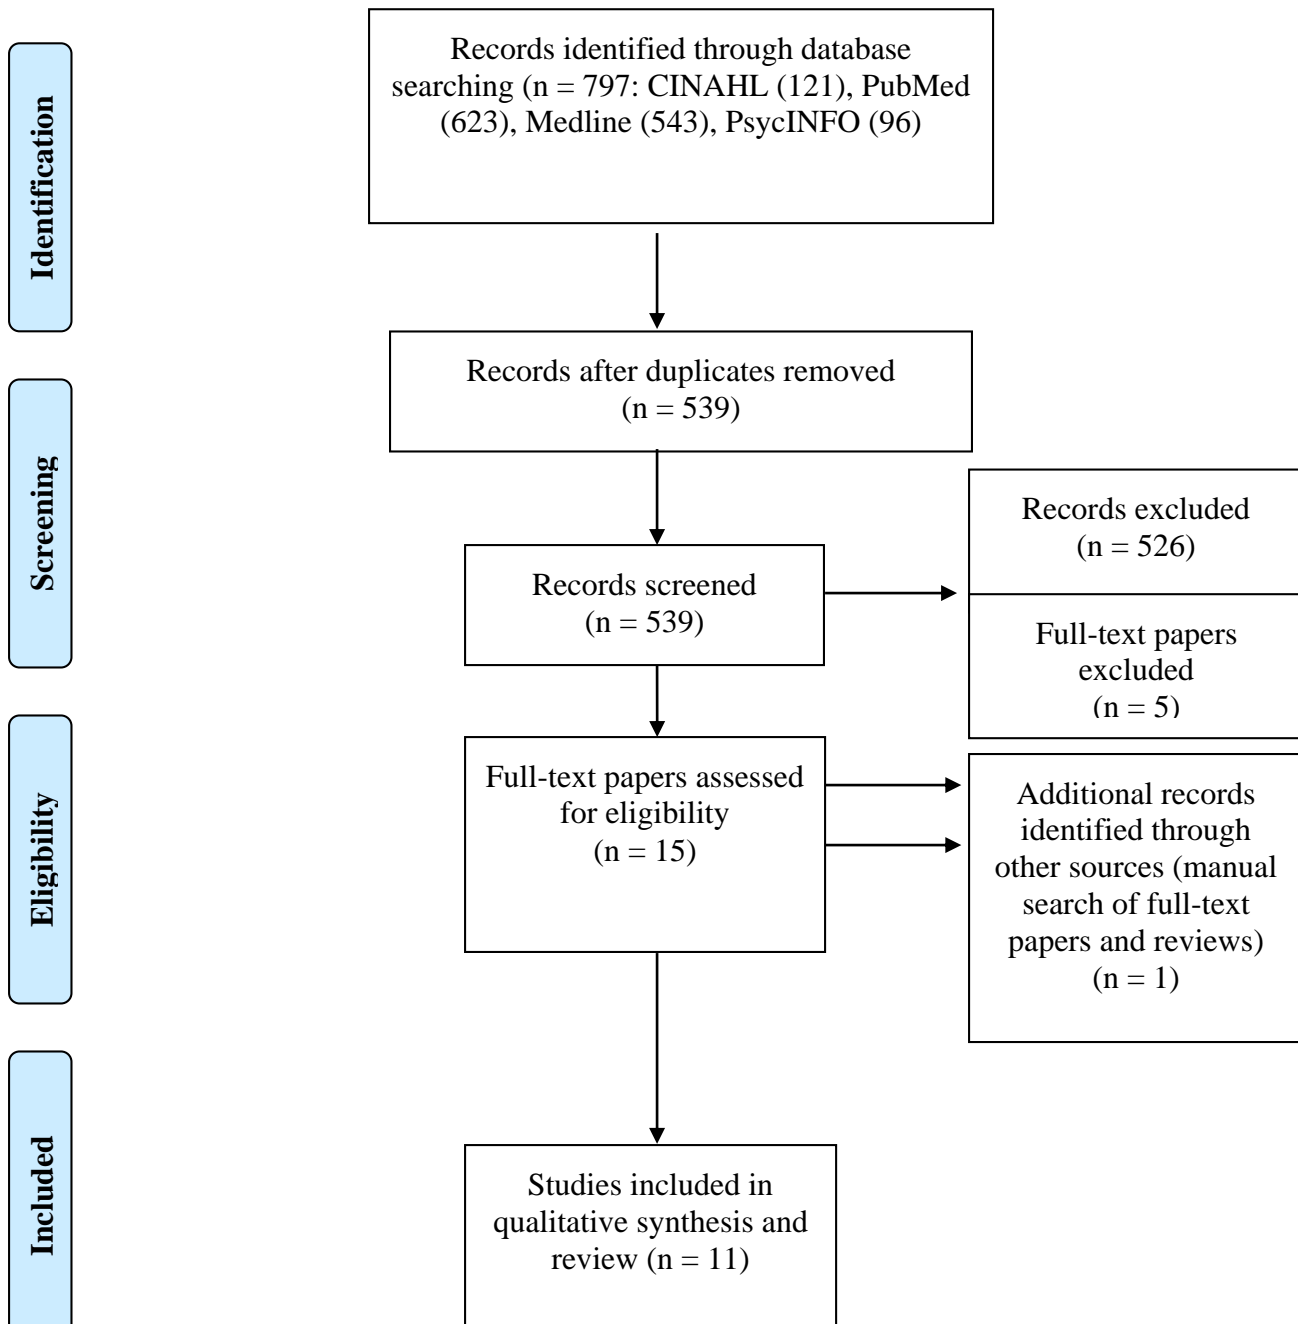 Identification
Records identified through database
searching (n = 797: CINAHL (121), PubMed
(623), Medline (543), PsycINFO (96)
Records after duplicates removed
(n = 539)
Screening
Records screened
(n = 539)
Records excluded
(n = 526)
Full-text papers
excluded
(n = 5)
Eligibility
Full-text papers assessed
for eligibility
(n = 15)
Additional records
identified through
other sources (manual
search of full-text
papers and reviews)
(n = 1)
Included
Studies included in
qualitative synthesis and
review (n = 11)